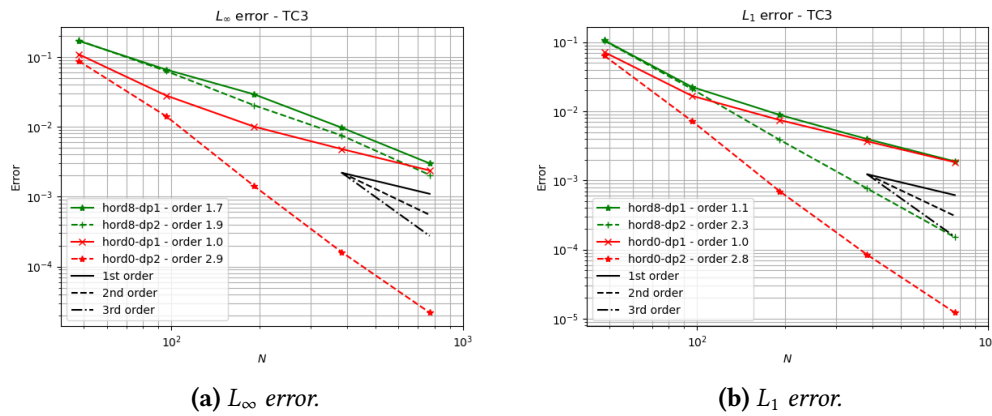 L∞ error - TC3
10⁻¹
10⁻²
10⁻³
10⁻⁴
Error
hord8-dp1 - order 1.7
hord8-dp2 - order 1.9
hord0-dp1 - order 1.0
hord0-dp2 - order 2.9
1st order
2nd order
3rd order
10²
10³
N
(a) L∞ error.
L₁ error - TC3
10⁻¹
10⁻²
10⁻³
10⁻⁴
10⁻⁵
Error
hord8-dp1 - order 1.1
hord8-dp2 - order 2.3
hord0-dp1 - order 1.0
hord0-dp2 - order 2.8
1st order
2nd order
3rd order
10²
10
N
(b) L₁ error.